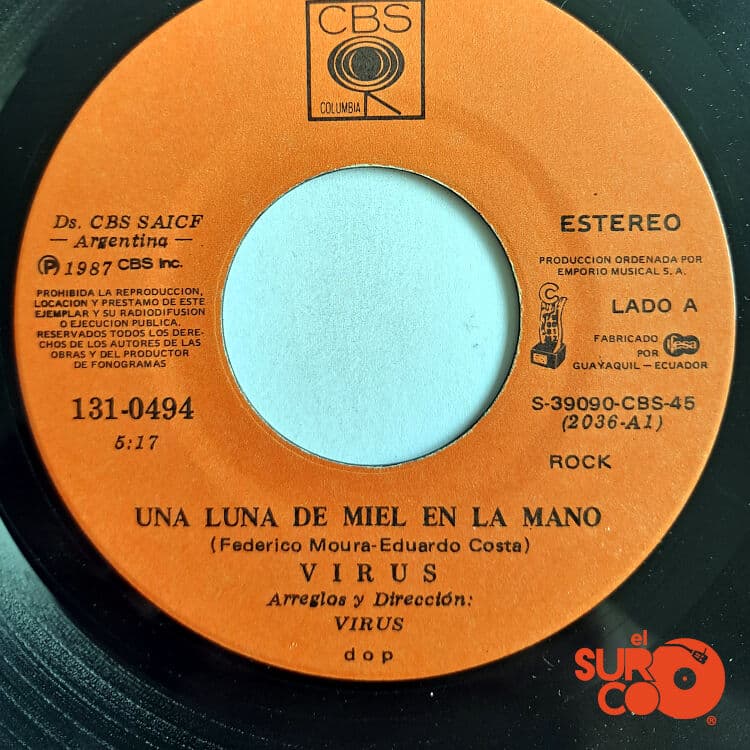 CBS
COLUMBIA
Ds. CBS SAICF
— Argentina —
Ⓟ 1987 CBS Inc.
PROHIBIDA LA REPRODUCCION,
LOCACION Y PRESTAMO DE ESTE
EJEMPLAR Y SU RADIODIFUSION
O EJECUCION PUBLICA.
RESERVADOS TODOS LOS DERE-
CHOS DE LOS AUTORES DE LAS
OBRAS Y DEL PRODUCTOR
DE FONOGRAMAS
131-0494
5:17
ESTEREO
PRODUCCION ORDENADA POR
EMPORIO MUSICAL S. A.
LADO A
FABRICADO
POR
ifesa
GUAYAQUIL — ECUADOR
S-39090-CBS-45
(2036-A1)
ROCK
UNA LUNA DE MIEL EN LA MANO
(Federico Moura-Eduardo Costa)
VIRUS
Arreglos y Dirección:
VIRUS
dop
el
SUR
CO
®